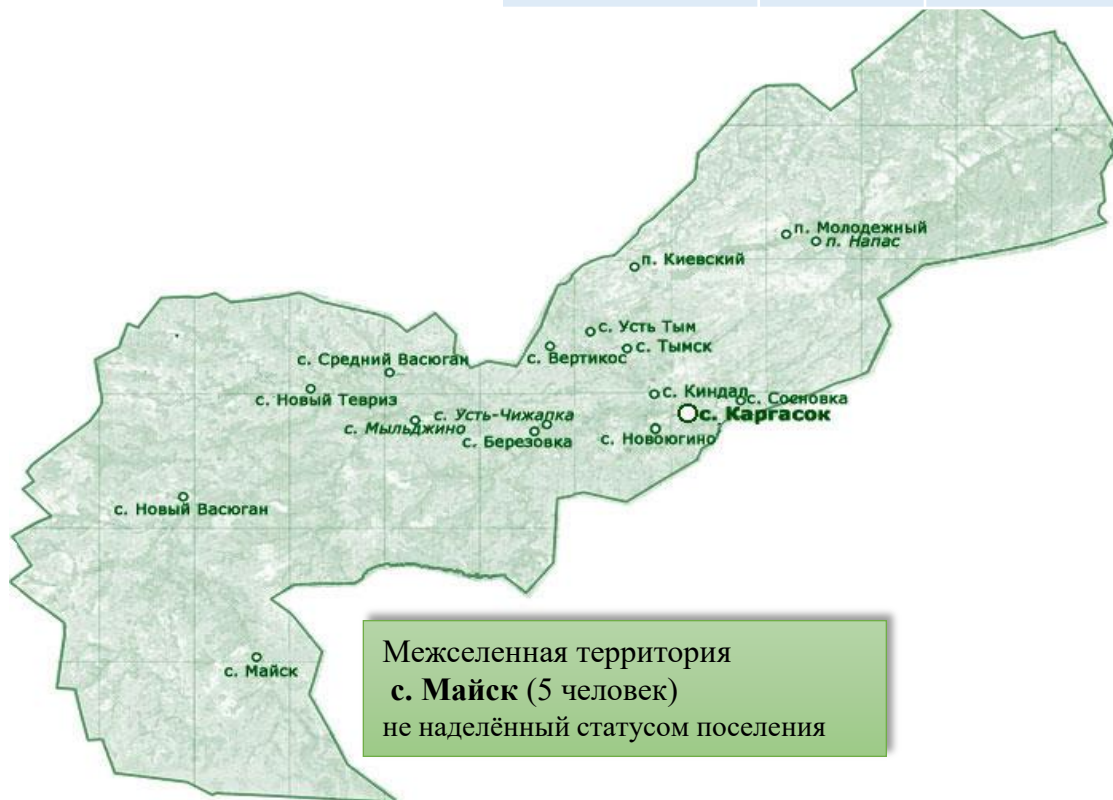 п. Молодежный
п. Напас
п. Киевский
с. Усть Тым
с. Вертикос
с. Тымск
с. Средний Васюган
с. Новый Тевриз
с. Киндал
с. Сосновка
с. Каргасок
с. Усть-Чижапка
с. Мыльджино
с. Березовка
с. Новоюгино
с. Новый Васюган
с. Майск
Межселенная территория
с. Майск (5 человек)
не наделённый статусом поселения